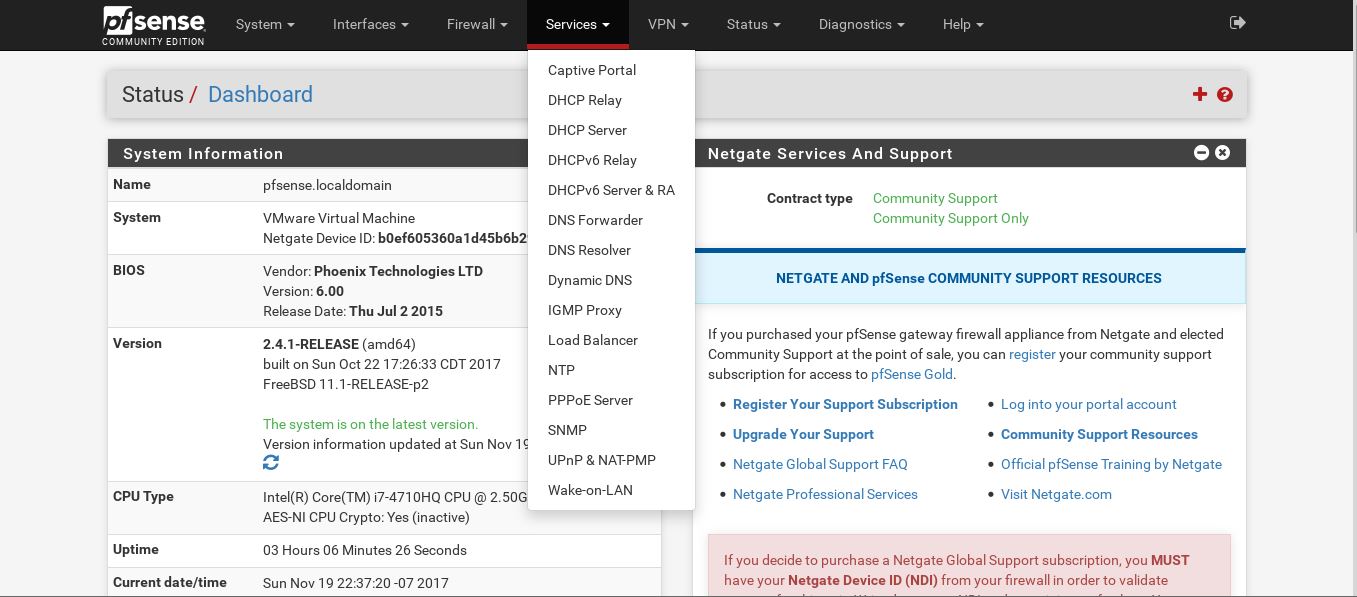 pfsense
COMMUNITY EDITION
System
Interfaces
Firewall
Services
VPN
Status
Diagnostics
Help
Captive Portal
DHCP Relay
DHCP Server
DHCPv6 Relay
DHCPv6 Server & RA
DNS Forwarder
DNS Resolver
Dynamic DNS
IGMP Proxy
Load Balancer
NTP
PPPoE Server
SNMP
UPnP & NAT-PMP
Wake-on-LAN
Status / Dashboard
System Information
Name pfsense.localdomain
System VMware Virtual Machine
Netgate Device ID: b0ef605360a1d45b6b2
BIOS Vendor: Phoenix Technologies LTD
Version: 6.00
Release Date: Thu Jul 2 2015
Version 2.4.1-RELEASE (amd64)
built on Sun Oct 22 17:26:33 CDT 2017
FreeBSD 11.1-RELEASE-p2
The system is on the latest version.
Version information updated at Sun Nov 19
CPU Type Intel(R) Core(TM) i7-4710HQ CPU @ 2.50G
AES-NI CPU Crypto: Yes (inactive)
Uptime 03 Hours 06 Minutes 26 Seconds
Current date/time Sun Nov 19 22:37:20 -07 2017
Netgate Services And Support
Contract type Community Support
Community Support Only
NETGATE AND pfSense COMMUNITY SUPPORT RESOURCES
If you purchased your pfSense gateway firewall appliance from Netgate and elected
Community Support at the point of sale, you can register your community support
subscription for access to pfSense Gold.
• Register Your Support Subscription
• Upgrade Your Support
• Netgate Global Support FAQ
• Netgate Professional Services
• Log into your portal account
• Community Support Resources
• Official pfSense Training by Netgate
• Visit Netgate.com
If you decide to purchase a Netgate Global Support subscription, you MUST
have your Netgate Device ID (NDI) from your firewall in order to validate